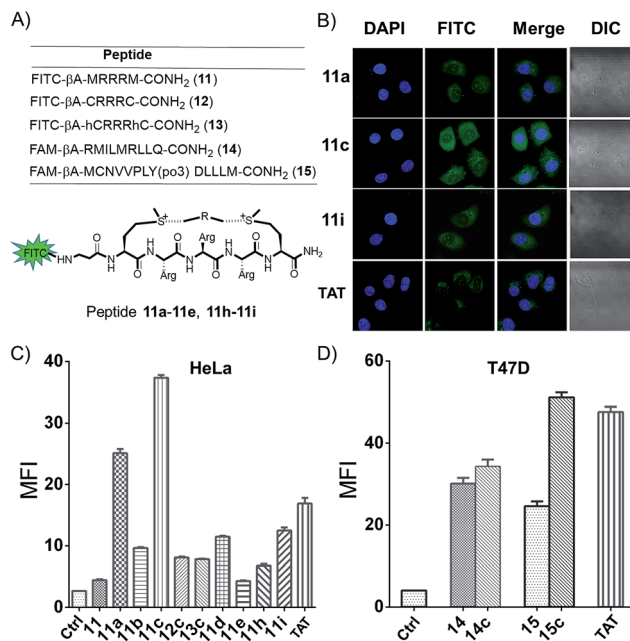 A)
Peptide
FITC-βA-MRRRM-CONH₂ (11)
FITC-βA-CRRRC-CONH₂ (12)
FITC-βA-hCRRRhC-CONH₂ (13)
FAM-βA-RMILMRLLQ-CONH₂ (14)
FAM-βA-MCNVVPLY(po3) DLLLM-CONH₂ (15)
S⁺ R S⁺
FITC HN O N H O Arg H N O Arg N H O Arg H N O N H O NH₂
Peptide 11a-11e, 11h-11i
B)
DAPI FITC Merge DIC
11a
11c
11i
TAT
C)
HeLa
MFI
40
30
20
10
0
Ctrl 11 11a 11b 11c 12c 13c 11d 11e 11h 11i TAT
D)
T47D
MFI
60
40
20
0
Ctrl 14 14c 15 15c TAT